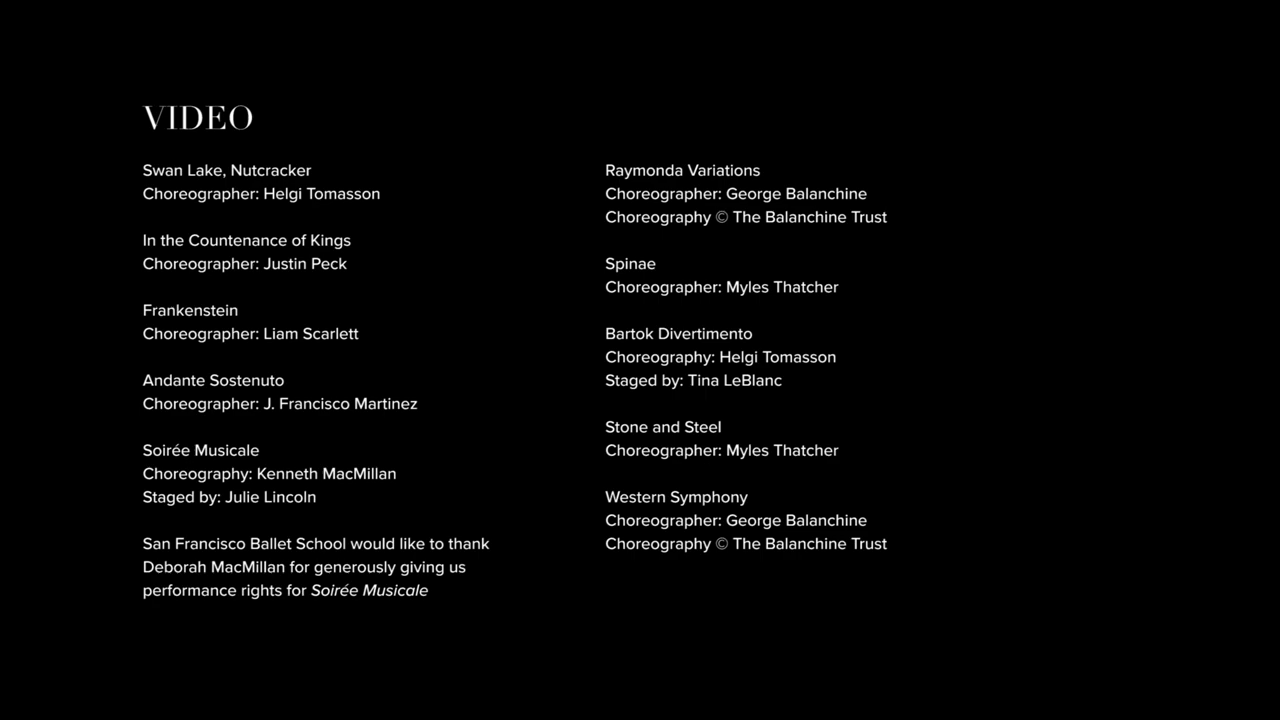 VIDEO
Swan Lake, Nutcracker
Choreographer: Helgi Tomasson
In the Countenance of Kings
Choreographer: Justin Peck
Frankenstein
Choreographer: Liam Scarlett
Andante Sostenuto
Choreographer: J. Francisco Martinez
Soirée Musicale
Choreography: Kenneth MacMillan
Staged by: Julie Lincoln
San Francisco Ballet School would like to thank
Deborah MacMillan for generously giving us
performance rights for Soirée Musicale
Raymonda Variations
Choreographer: George Balanchine
Choreography © The Balanchine Trust
Spinae
Choreographer: Myles Thatcher
Bartok Divertimento
Choreography: Helgi Tomasson
Staged by: Tina LeBlanc
Stone and Steel
Choreographer: Myles Thatcher
Western Symphony
Choreographer: George Balanchine
Choreography © The Balanchine Trust